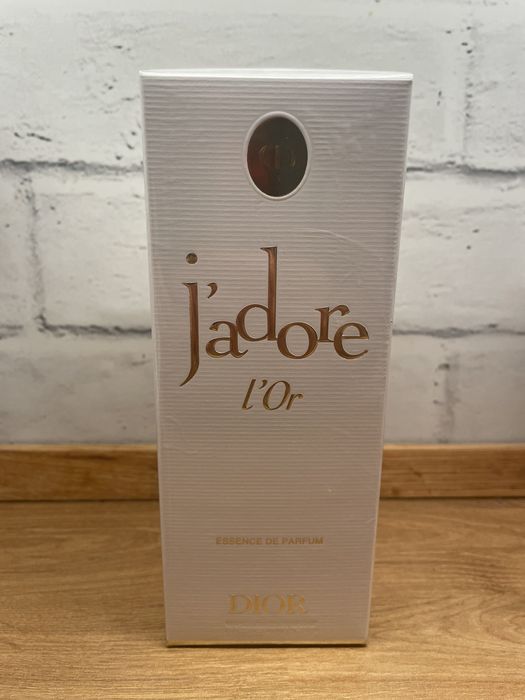 j'adore
l'Or
ESSENCE DE PARFUM
DIOR